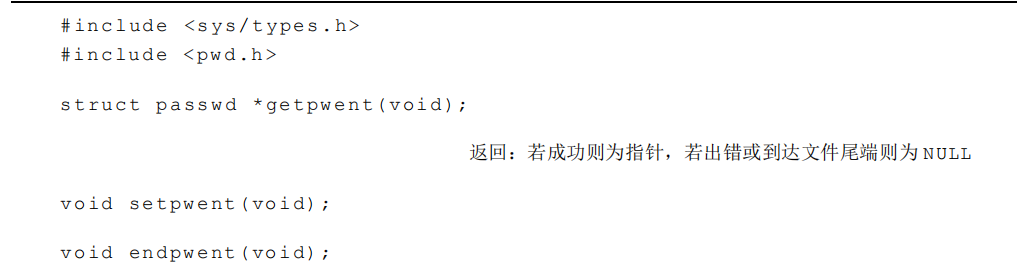 #include <sys/types.h>
#include <pwd.h>
struct passwd *getpwent(void);
返回：若成功则为指针，若出错或到达文件尾端则为NULL
void setpwent(void);
void endpwent(void);